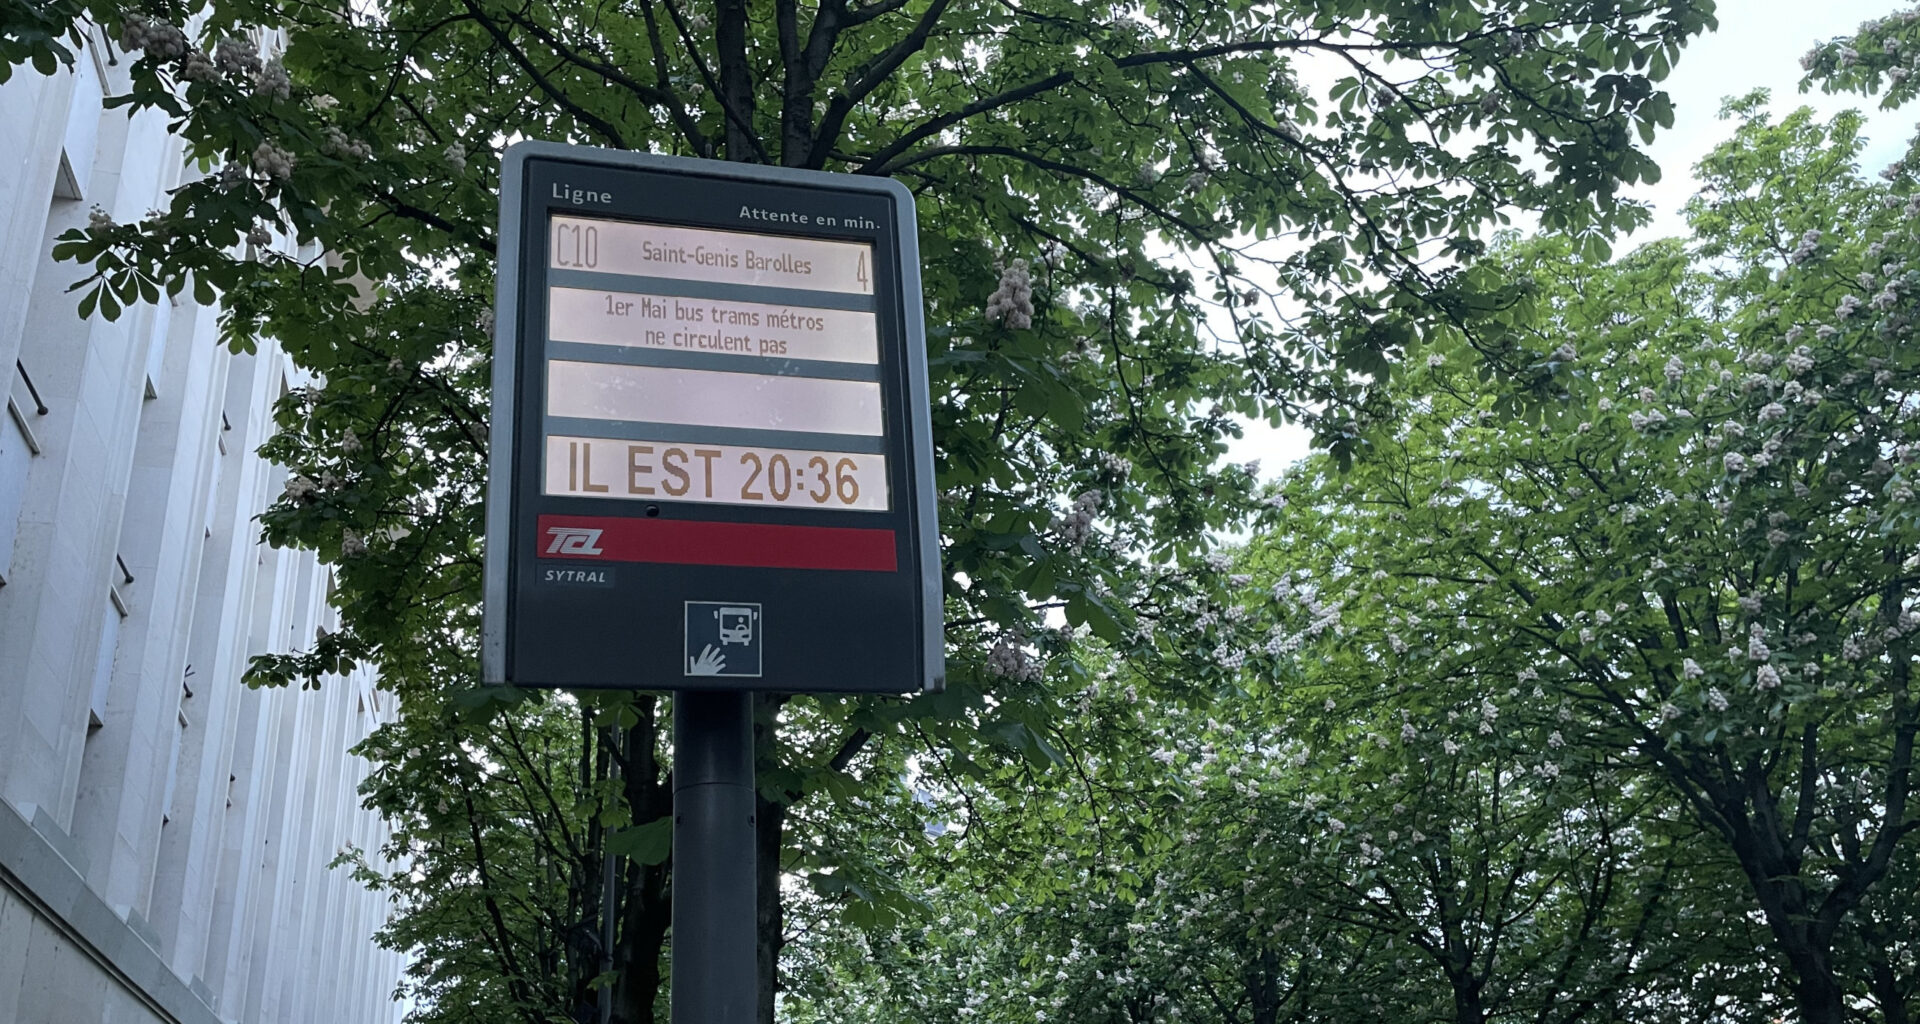 Ligne
Attente en min.
C10 Saint-Genis Barolles 4
1er Mai bus trams métros
ne circulent pas
IL EST 20:36
TCL
SYTRAL